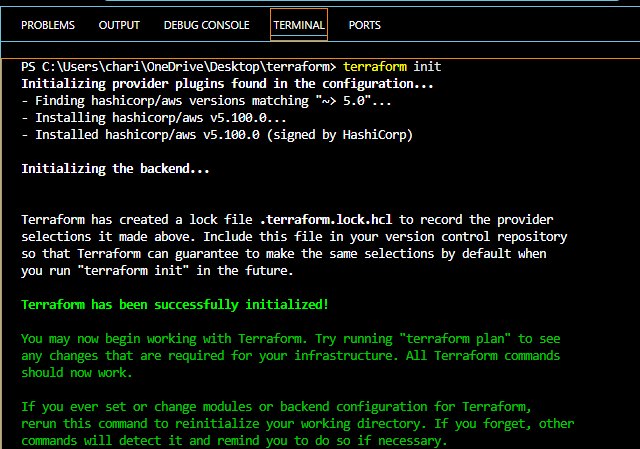 PROBLEMS OUTPUT DEBUG CONSOLE TERMINAL PORTS
PS C:\Users\chari\OneDrive\Desktop\terraform> terraform init
Initializing provider plugins found in the configuration...
- Finding hashicorp/aws versions matching "~> 5.0"...
- Installing hashicorp/aws v5.100.0...
- Installed hashicorp/aws v5.100.0 (signed by HashiCorp)
Initializing the backend...
Terraform has created a lock file .terraform.lock.hcl to record the provider
selections it made above. Include this file in your version control repository
so that Terraform can guarantee to make the same selections by default when
you run "terraform init" in the future.
Terraform has been successfully initialized!
You may now begin working with Terraform. Try running "terraform plan" to see
any changes that are required for your infrastructure. All Terraform commands
should now work.
If you ever set or change modules or backend configuration for Terraform,
rerun this command to reinitialize your working directory. If you forget, other
commands will detect it and remind you to do so if necessary.